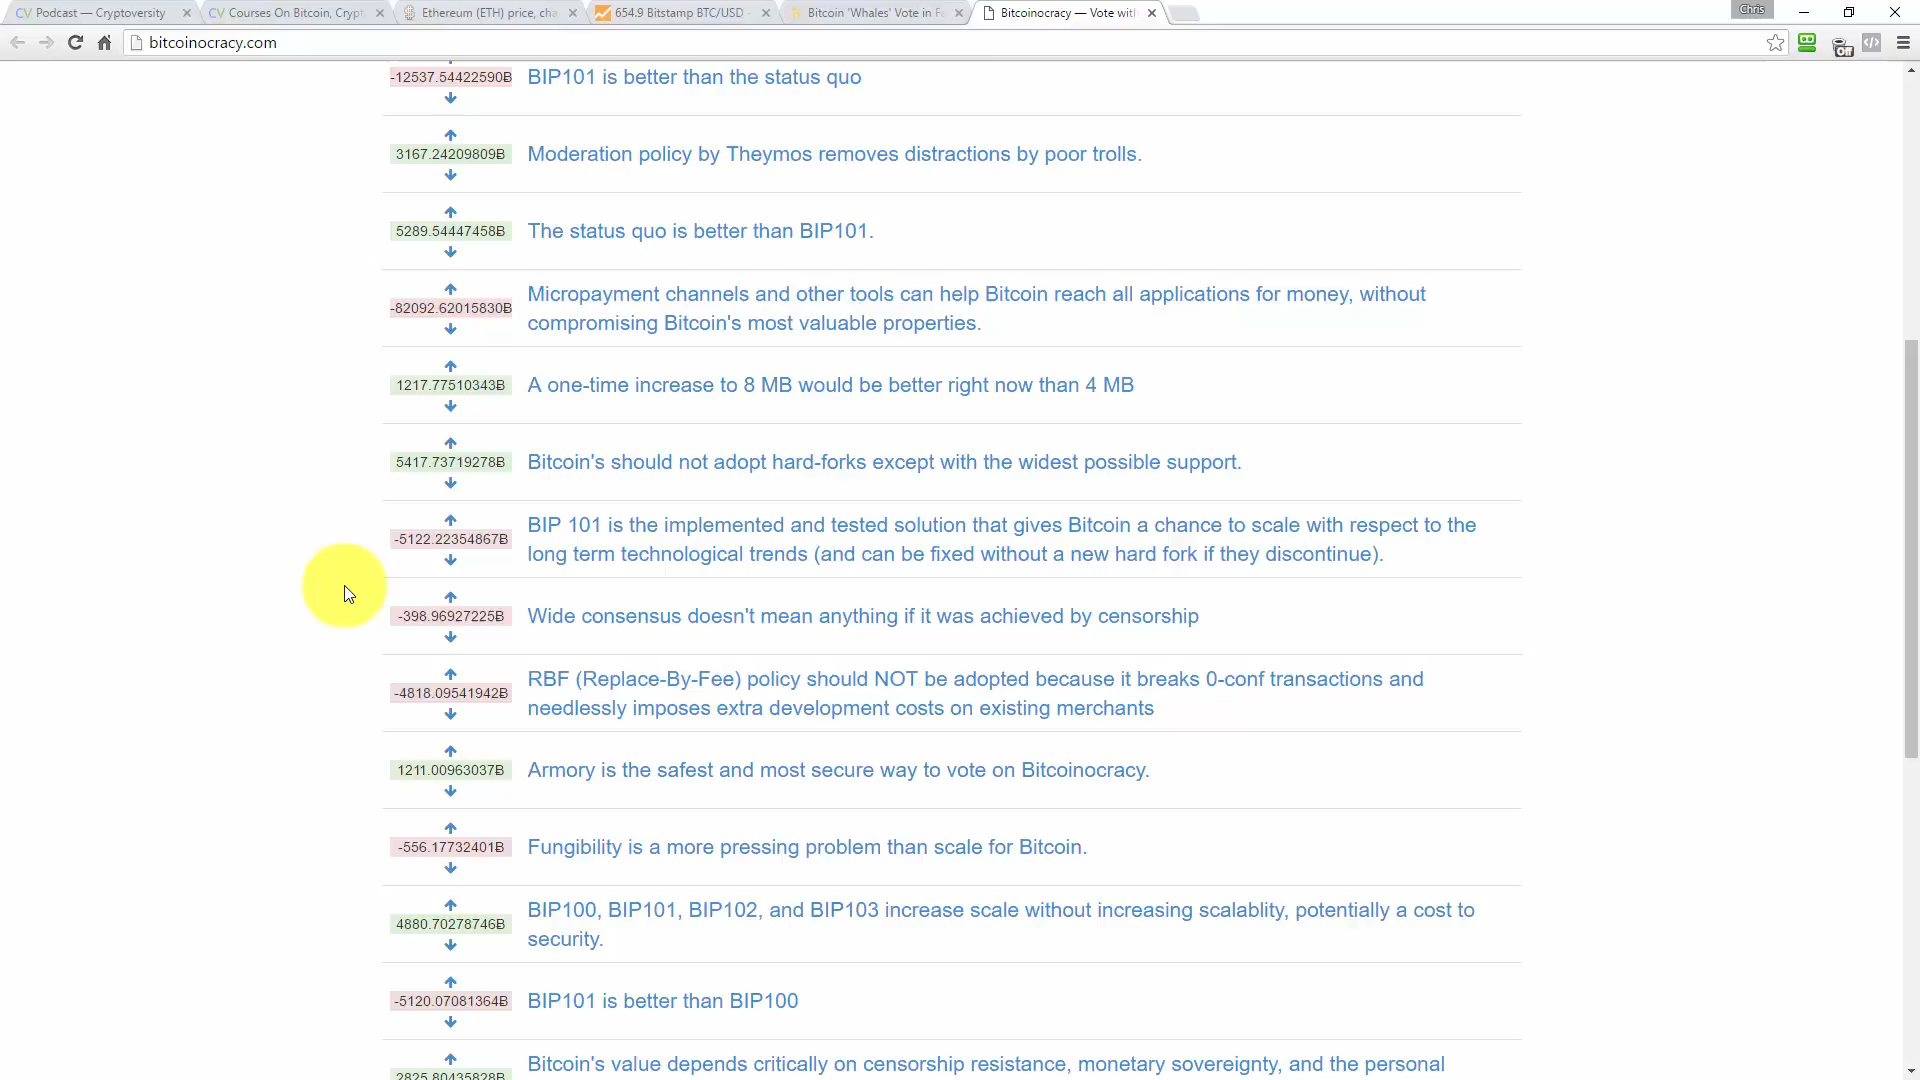 CV Podcast — Cryptoversity
CV Courses On Bitcoin, Crypt
Ethereum (ETH) price, cha
654.9 Bitstamp BTC/USD
Bitcoin 'Whales' Vote in F
Bitcoinocracy — Vote with
Chris
bitcoinocracy.com
Off
-12537.54422590Ƀ BIP101 is better than the status quo
3167.24209809Ƀ Moderation policy by Theymos removes distractions by poor trolls.
5289.54447458Ƀ The status quo is better than BIP101.
-82092.62015830Ƀ Micropayment channels and other tools can help Bitcoin reach all applications for money, without
compromising Bitcoin's most valuable properties.
1217.77510343Ƀ A one-time increase to 8 MB would be better right now than 4 MB
5417.73719278Ƀ Bitcoin's should not adopt hard-forks except with the widest possible support.
-5122.22354867Ƀ BIP 101 is the implemented and tested solution that gives Bitcoin a chance to scale with respect to the
long term technological trends (and can be fixed without a new hard fork if they discontinue).
-398.96927225Ƀ Wide consensus doesn't mean anything if it was achieved by censorship
-4818.09541942Ƀ RBF (Replace-By-Fee) policy should NOT be adopted because it breaks 0-conf transactions and
needlessly imposes extra development costs on existing merchants
1211.00963037Ƀ Armory is the safest and most secure way to vote on Bitcoinocracy.
-556.17732401Ƀ Fungibility is a more pressing problem than scale for Bitcoin.
4880.70278746Ƀ BIP100, BIP101, BIP102, and BIP103 increase scale without increasing scalablity, potentially a cost to
security.
-5120.07081364Ƀ BIP101 is better than BIP100
2825.80435828Ƀ Bitcoin's value depends critically on censorship resistance, monetary sovereignty, and the personal